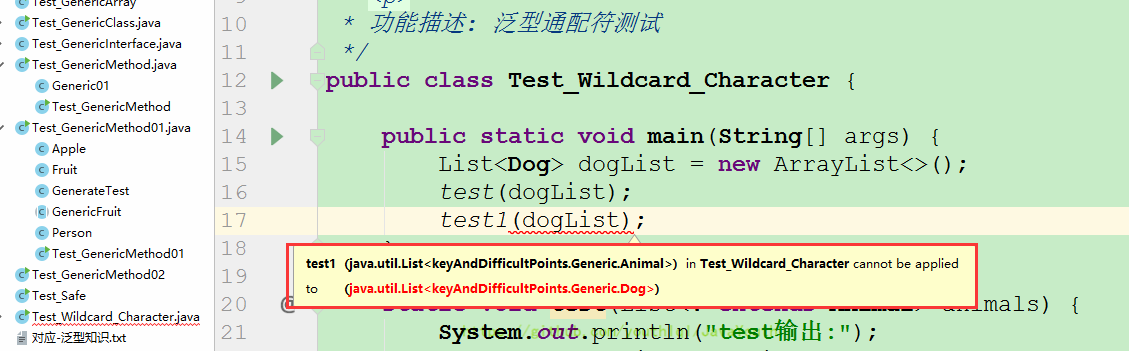 Test_GenericArray
Test_GenericClass.java
Test_GenericInterface.java
Test_GenericMethod.java
Generic01
Test_GenericMethod
Test_GenericMethod01.java
Apple
Fruit
GenerateTest
GenericFruit
Person
Test_GenericMethod01
Test_GenericMethod02
Test_Safe
Test_Wildcard_Character.java
对应-泛型知识.txt
<p>
10 * 功能描述: 泛型通配符测试
11 */
12 public class Test_Wildcard_Character {
13
14 public static void main(String[] args) {
15 List<Dog> dogList = new ArrayList<>();
16 test(dogList);
17 test1(dogList);
18
test1 (java.util.List<keyAndDifficultPoints.Generic.Animal>) in Test_Wildcard_Character cannot be applied
19
to (java.util.List<keyAndDifficultPoints.Generic.Dog>)
20 @ static void test(List<? extends Animal> animals) {
21 System.out.println("test输出:");